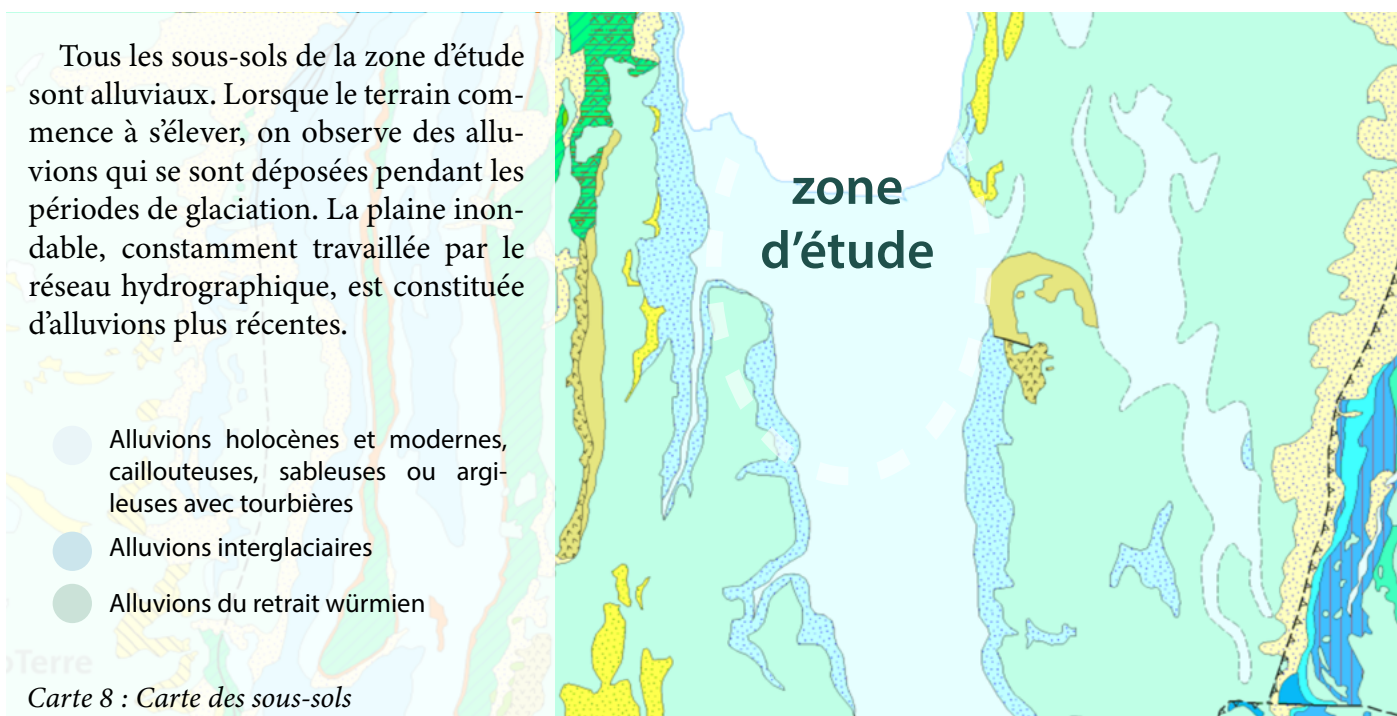 Tous les sous-sols de la zone d'étude
sont alluviaux. Lorsque le terrain com-
mence à s'élever, on observe des allu-
vions qui se sont déposées pendant les
périodes de glaciation. La plaine inon-
dable, constamment travaillée par le
réseau hydrographique, est constituée
d'alluvions plus récentes.
Alluvions holocènes et modernes,
caillouteuses, sableuses ou argi-
leuses avec tourbières
Alluvions interglaciaires
Alluvions du retrait würmien
oTerre
Carte 8 : Carte des sous-sols
zone
d'étude